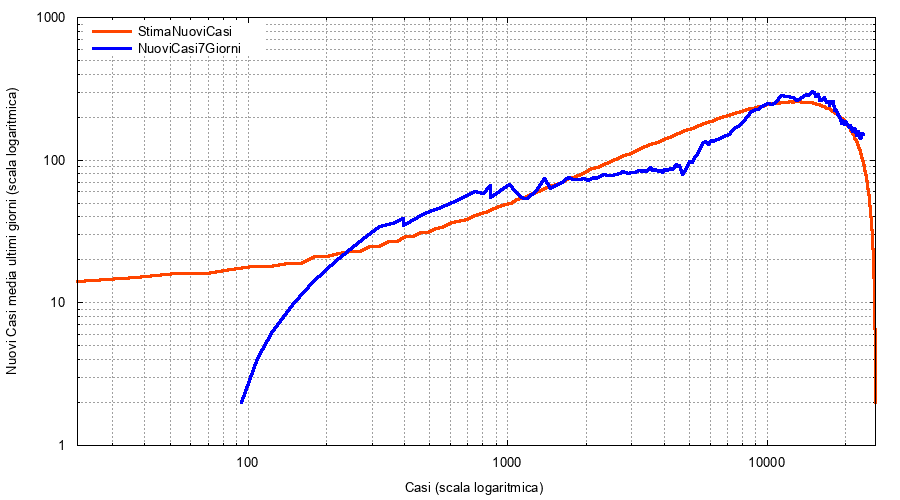 1000
StimaNuoviCasi
NuoviCasi7Giorni
100
10
1
Nuovi Casi media ultimi giorni (scala logaritmica)
100
1000
10000
Casi (scala logaritmica)